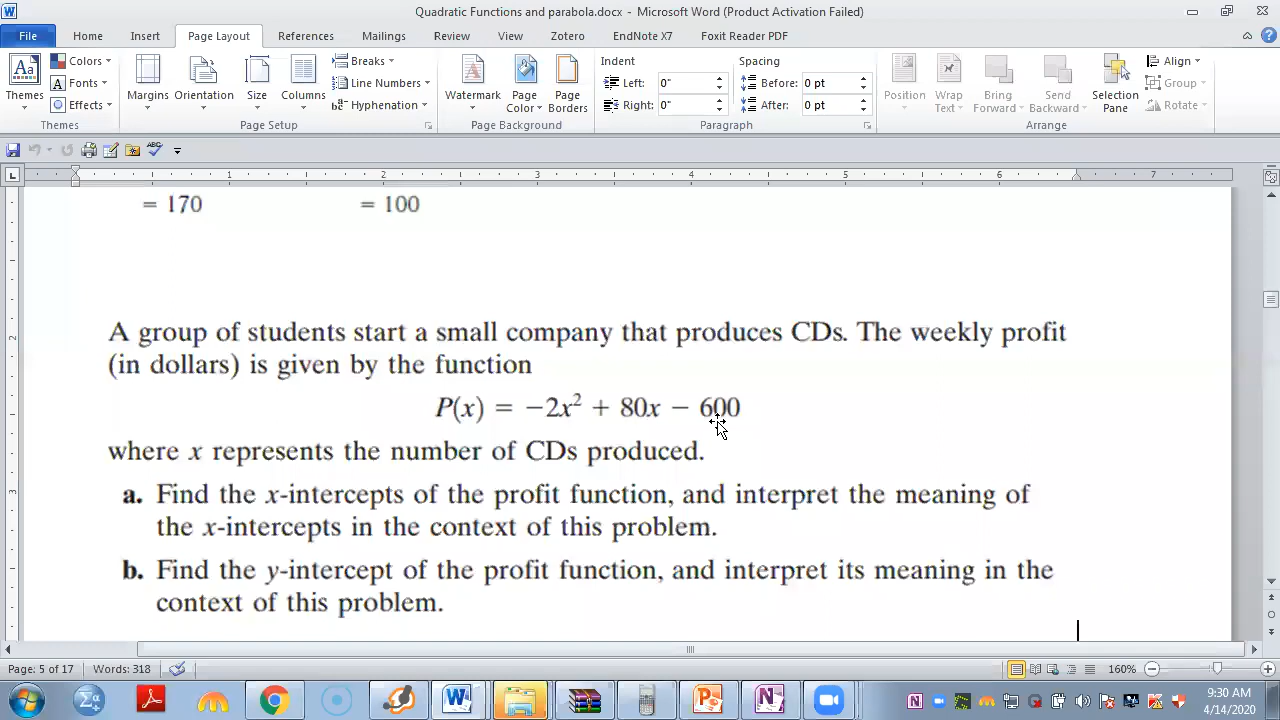 Quadratic Functions and parabola.docx - Microsoft Word (Product Activation Failed)
File Home Insert Page Layout References Mailings Review View Zotero EndNote X7 Foxit Reader PDF
Themes Colors Fonts Effects
Margins Orientation Size Columns Breaks Line Numbers Hyphenation
Watermark Page Color Page Borders
Indent Left: 0" Right: 0"
Spacing Before: 0 pt After: 0 pt
Position Wrap Text Bring Forward Send Backward Selection Pane Align Group Rotate
Themes Page Setup Page Background Paragraph Arrange
1 2 3 4 5 6 7
= 170 = 100
A group of students start a small company that produces CDs. The weekly profit
(in dollars) is given by the function
P(x) = −2x² + 80x − 600
where x represents the number of CDs produced.
a. Find the x-intercepts of the profit function, and interpret the meaning of
the x-intercepts in the context of this problem.
b. Find the y-intercept of the profit function, and interpret its meaning in the
context of this problem.
Page: 5 of 17 Words: 318 160%
9:30 AM
4/14/2020